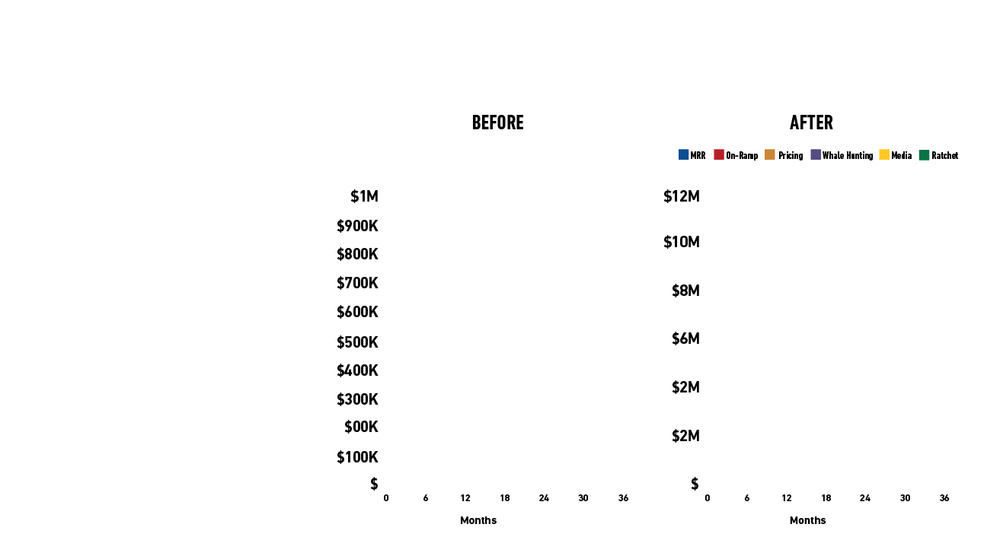 BEFORE
$1M
$900K
$800K
$700K
$600K
$500K
$400K
$300K
$00K
$100K
$
0 6 12 18 24 30 36
Months
AFTER
MRR On-Ramp Pricing Whale Hunting Media Ratchet
$12M
$10M
$8M
$6M
$2M
$2M
$
0 6 12 18 24 30 36
Months